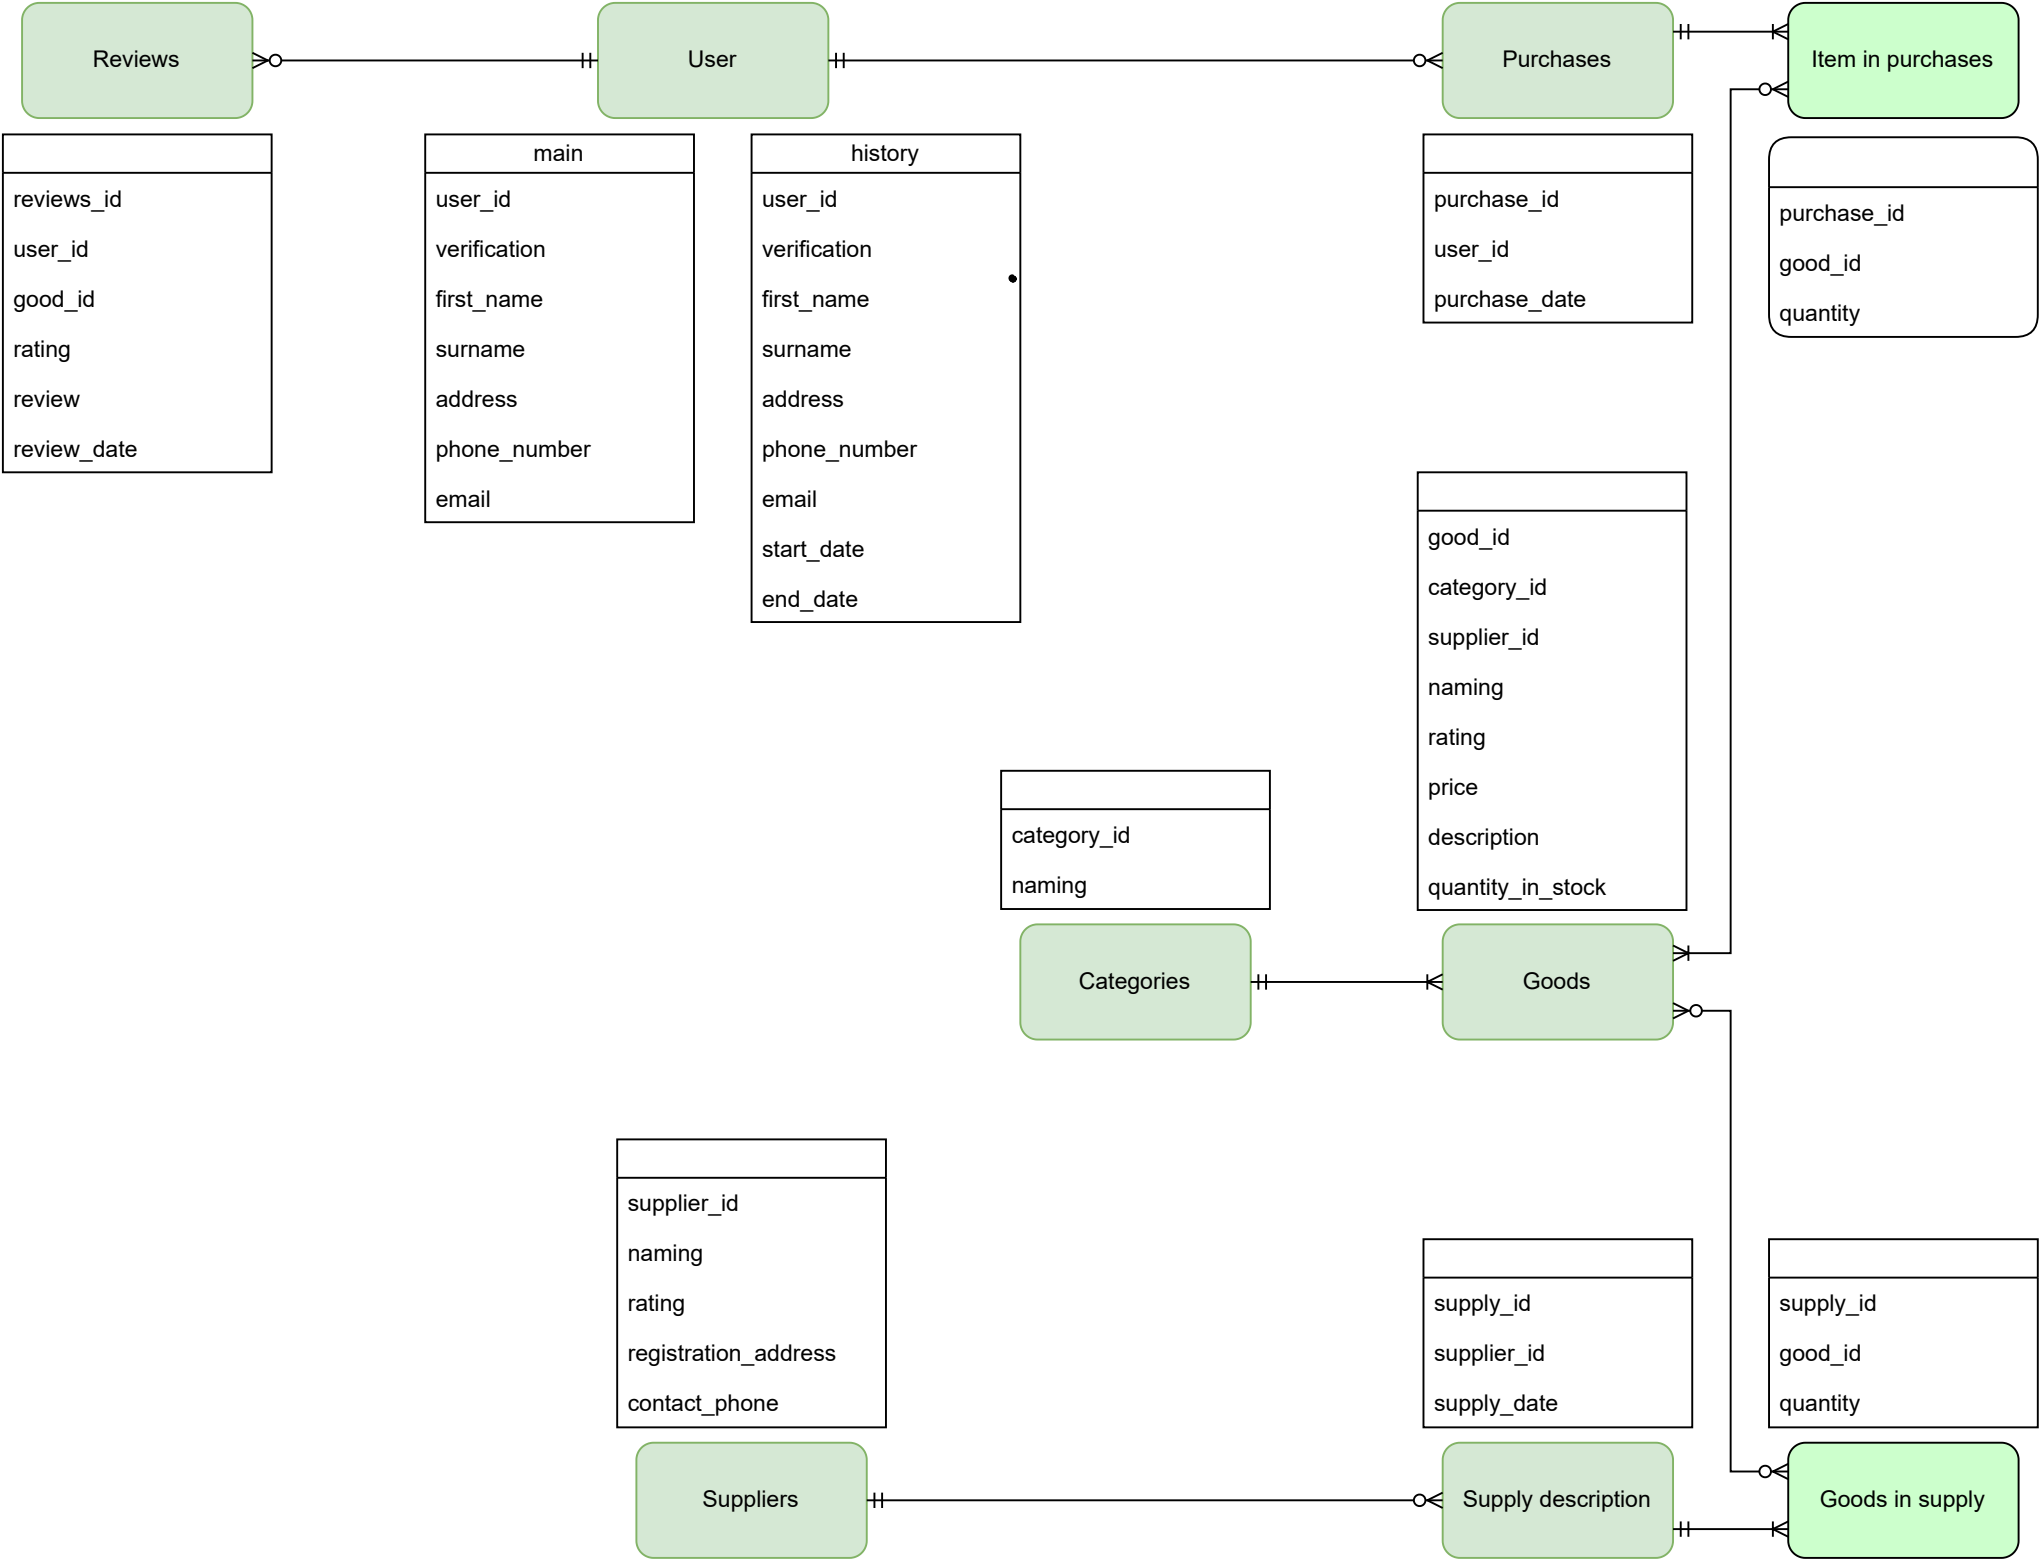 Reviews
User
Purchases
Item in purchases
reviews_id
user_id
good_id
rating
review
review_date
main
user_id
verification
first_name
surname
address
phone_number
email
history
user_id
verification
first_name
surname
address
phone_number
email
start_date
end_date
purchase_id
user_id
purchase_date
purchase_id
good_id
quantity
good_id
category_id
supplier_id
naming
rating
price
description
quantity_in_stock
category_id
naming
Categories
Goods
supplier_id
naming
rating
registration_address
contact_phone
supply_id
supplier_id
supply_date
supply_id
good_id
quantity
Suppliers
Supply description
Goods in supply